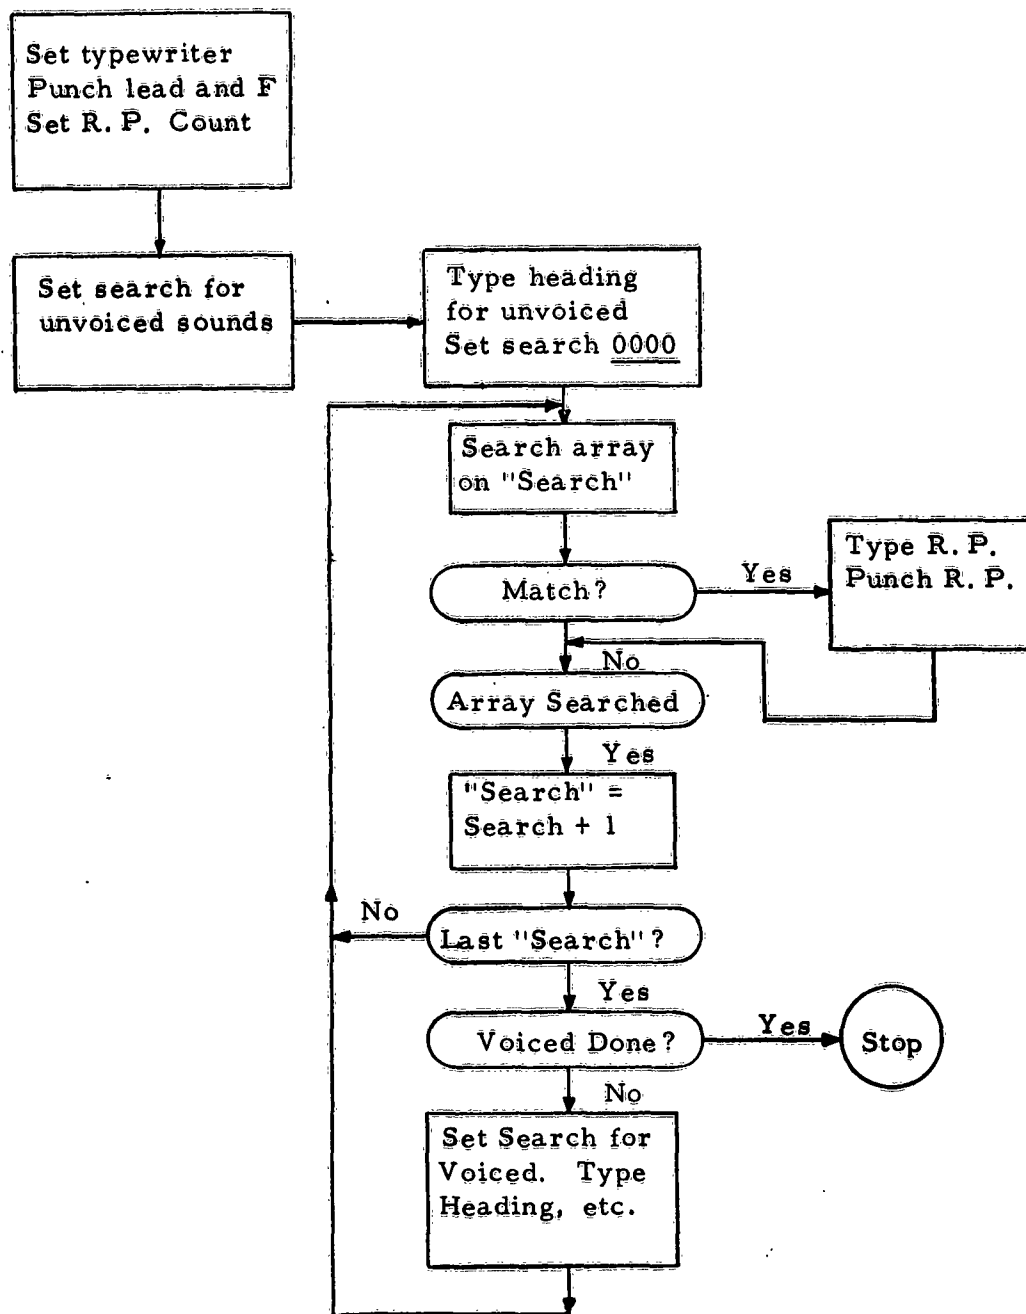 Set typewriter
Punch lead and F
Set R. P. Count
Set search for
unvoiced sounds
Type heading
for unvoiced
Set search 0000
Search array
on "Search"
Match?
Yes
Type R. P.
Punch R. P.
No
Array Searched
Yes
"Search" =
Search + 1
No
Last "Search"?
Yes
Voiced Done?
Yes
Stop
No
Set Search for
Voiced. Type
Heading, etc.